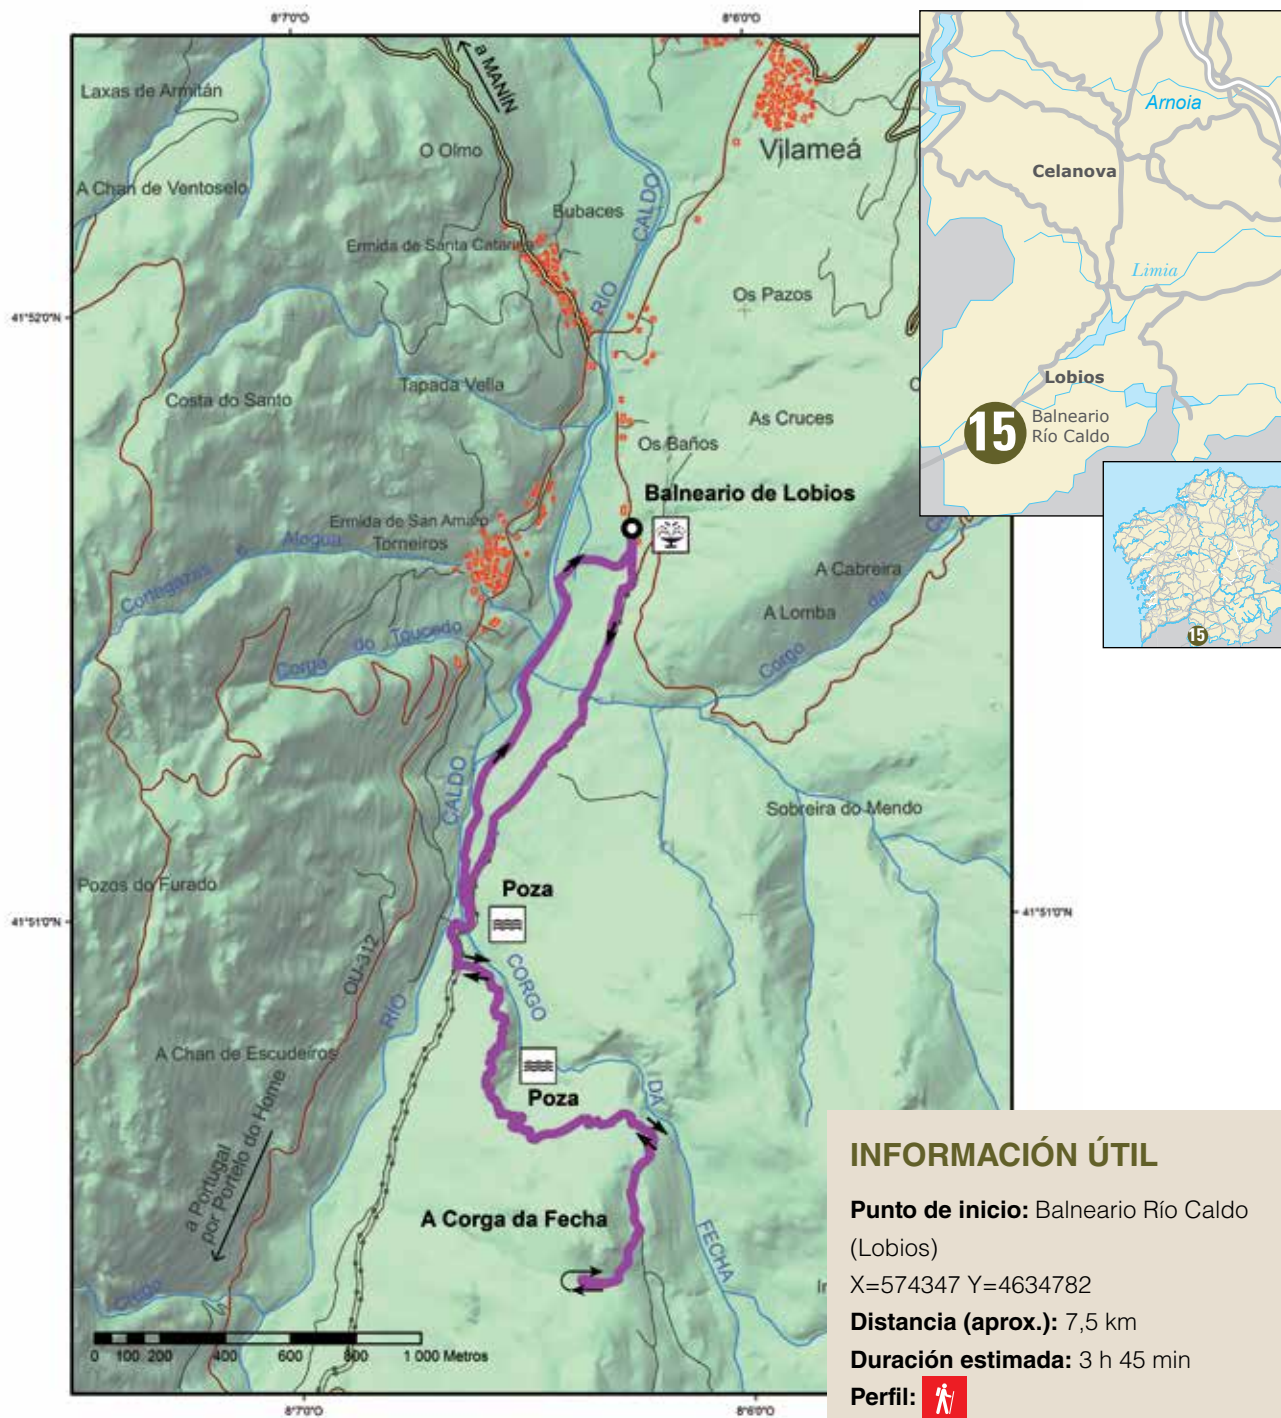 8°7'0"O
8°6'0"O
a MANÍN
Laxas de Armitán
O Olmo
Vilameá
A Chan de Ventoselo
Bubaces
CALDO
Ermida de Santa Catarina
RÍO
Os Pazos
41°52'0"N
Tapada Vella
Costa do Santo
As Cruces
Os Baños
Balneario de Lobios
Ermida de San Amaro
Torneiros
Alogua
Cortegazas
A Cabreira
A Lomba
Corgo
da
Corga
do Toucedo
CALDO
Sobreira do Mendo
Pozos do Furado
Poza
41°51'0"N
41°51'0"N
OU-312
CORGO
RÍO
A Chan de Escudeiros
Poza
DA
a Portugal
por Portelo do Home
A Corga da Fecha
FECHA
Corgo
0 100 200 400 600 800 1 000 Metros
8°7'0"O
8°6'0"O
Arnoia
Celanova
Limia
Lobios
15
Balneario
Río Caldo
15
INFORMACIÓN ÚTIL
Punto de inicio: Balneario Río Caldo
(Lobios)
X=574347 Y=4634782
Distancia (aprox.): 7,5 km
Duración estimada: 3 h 45 min
Perfil: